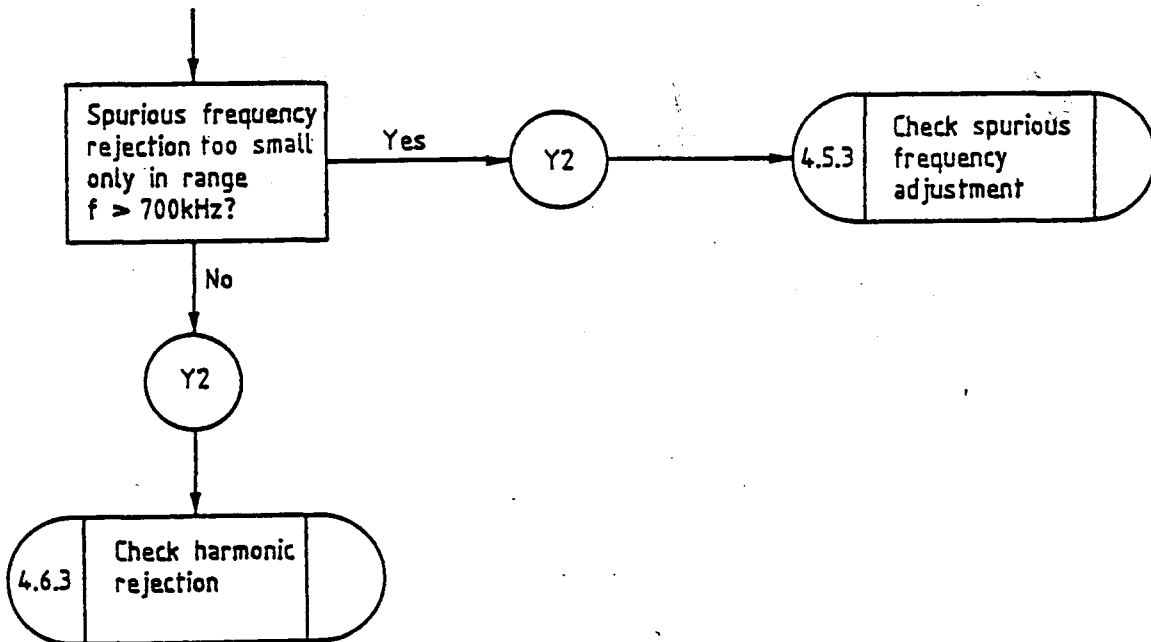 Spurious frequency
rejection too small
only in range
f > 700kHz?
Yes
Y2
4.5.3
Check spurious
frequency
adjustment
No
Y2
4.6.3
Check harmonic
rejection